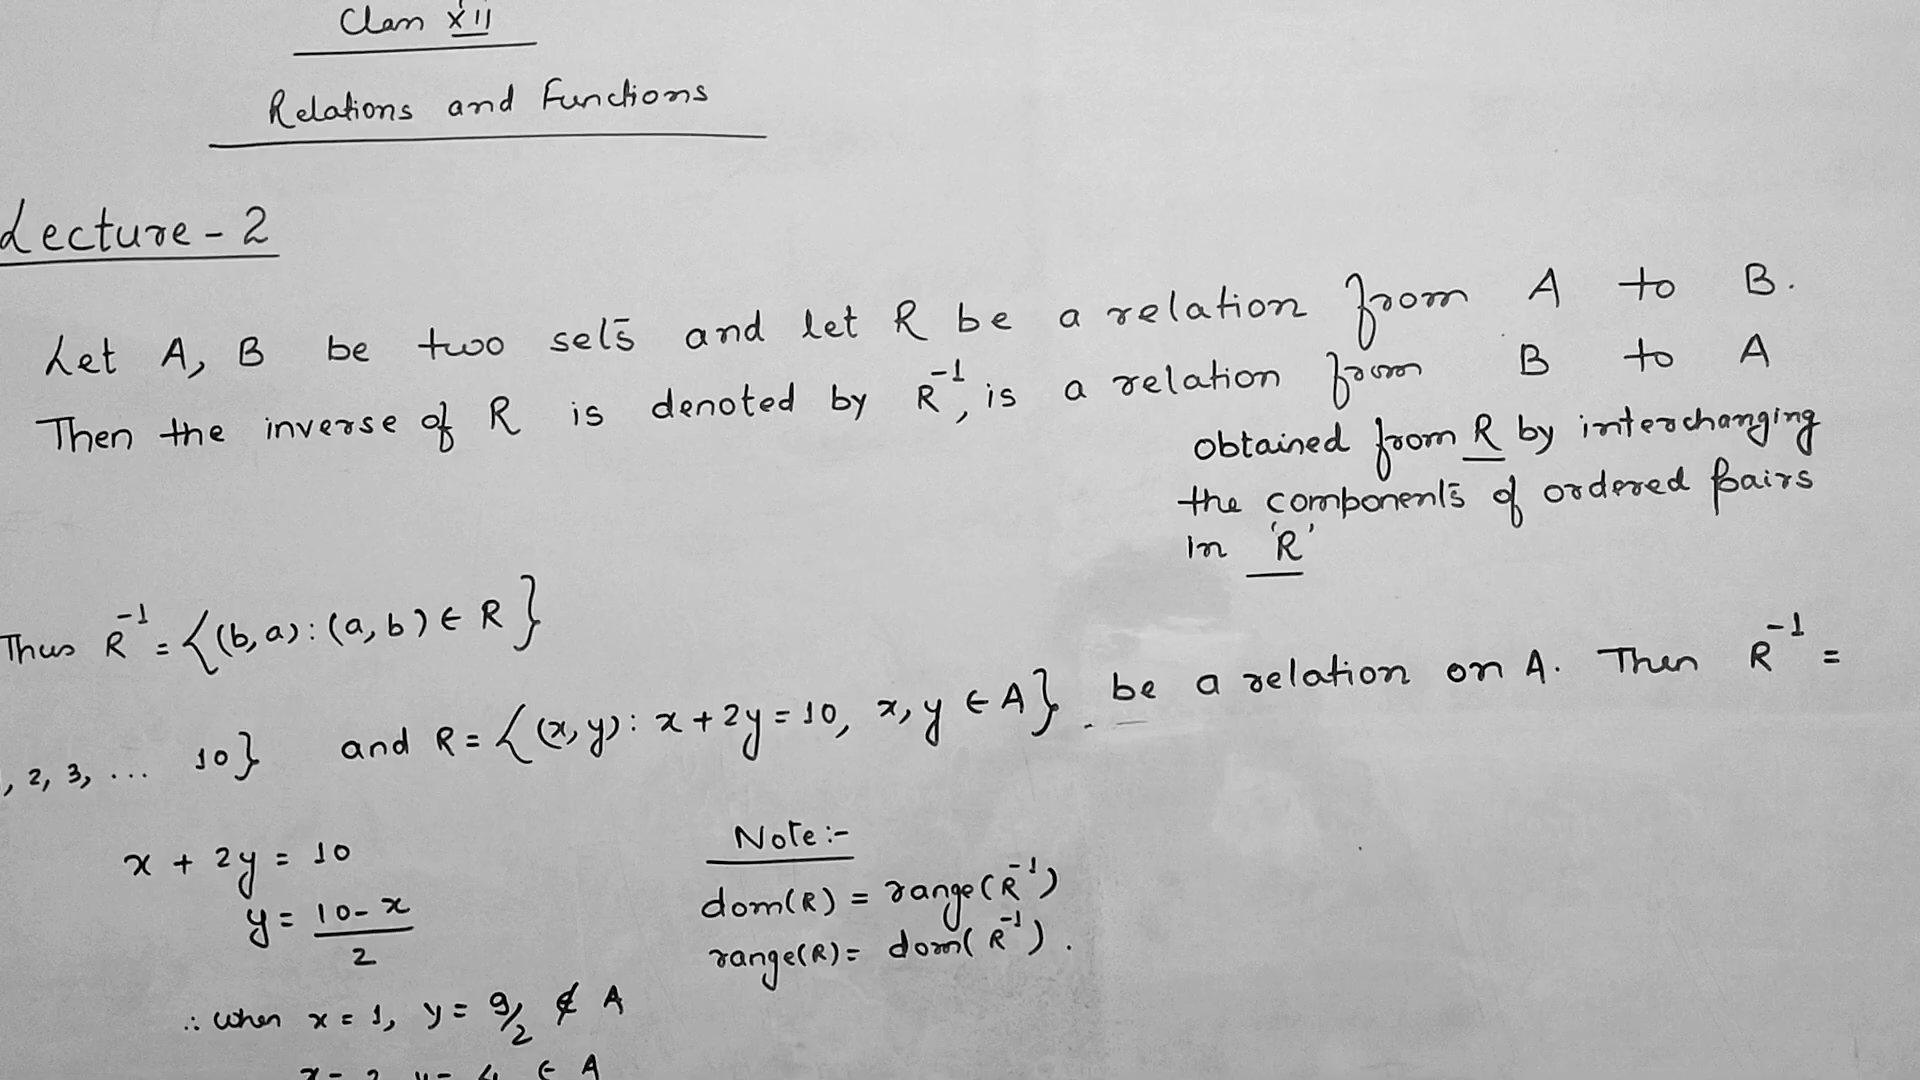 Class XII
Relations and Functions
Lecture - 2
Let A, B be two sets and let R be a relation from A to B.
Then the inverse of R is denoted by R⁻¹, is a relation from B to A
obtained from R by interchanging
the components of ordered pairs
in 'R'
Thus R⁻¹ = {(b,a): (a,b) ∈ R}
, 2, 3, ... 10} and R = {(x,y): x + 2y = 10, x, y ∈ A} be a relation on A. Then R⁻¹ =
x + 2y = 10
y = (10 - x)/2
Note:-
dom(R) = range(R⁻¹)
range(R) = dom(R⁻¹).
∴ when x = 1, y = 9/2 ∉ A
x = 2, y = 4 ∈ A